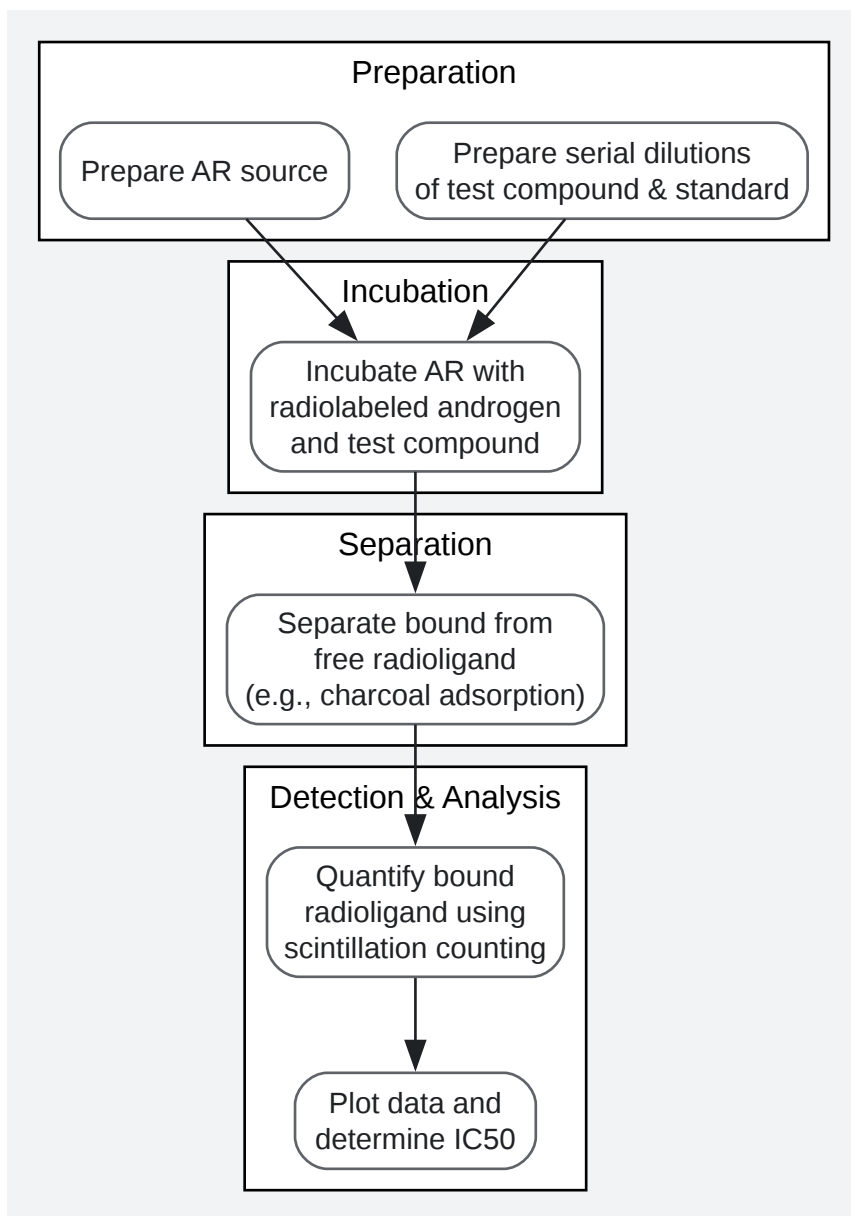 Preparation
Prepare AR source
Prepare serial dilutions
of test compound & standard
Incubation
Incubate AR with
radiolabeled androgen
and test compound
Separation
Separate bound from
free radioligand
(e.g., charcoal adsorption)
Detection & Analysis
Quantify bound
radioligand using
scintillation counting
Plot data and
determine IC50